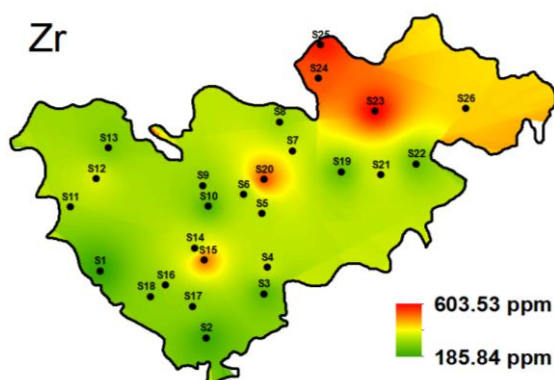 Zr
S25
S24
S23
S26
S8
S13
S7
S22
S19
S21
S12
S20
S9
S6
S10
S11
S5
S14
S15
S4
S1
S16
S18
S3
S17
S2
603.53 ppm
185.84 ppm